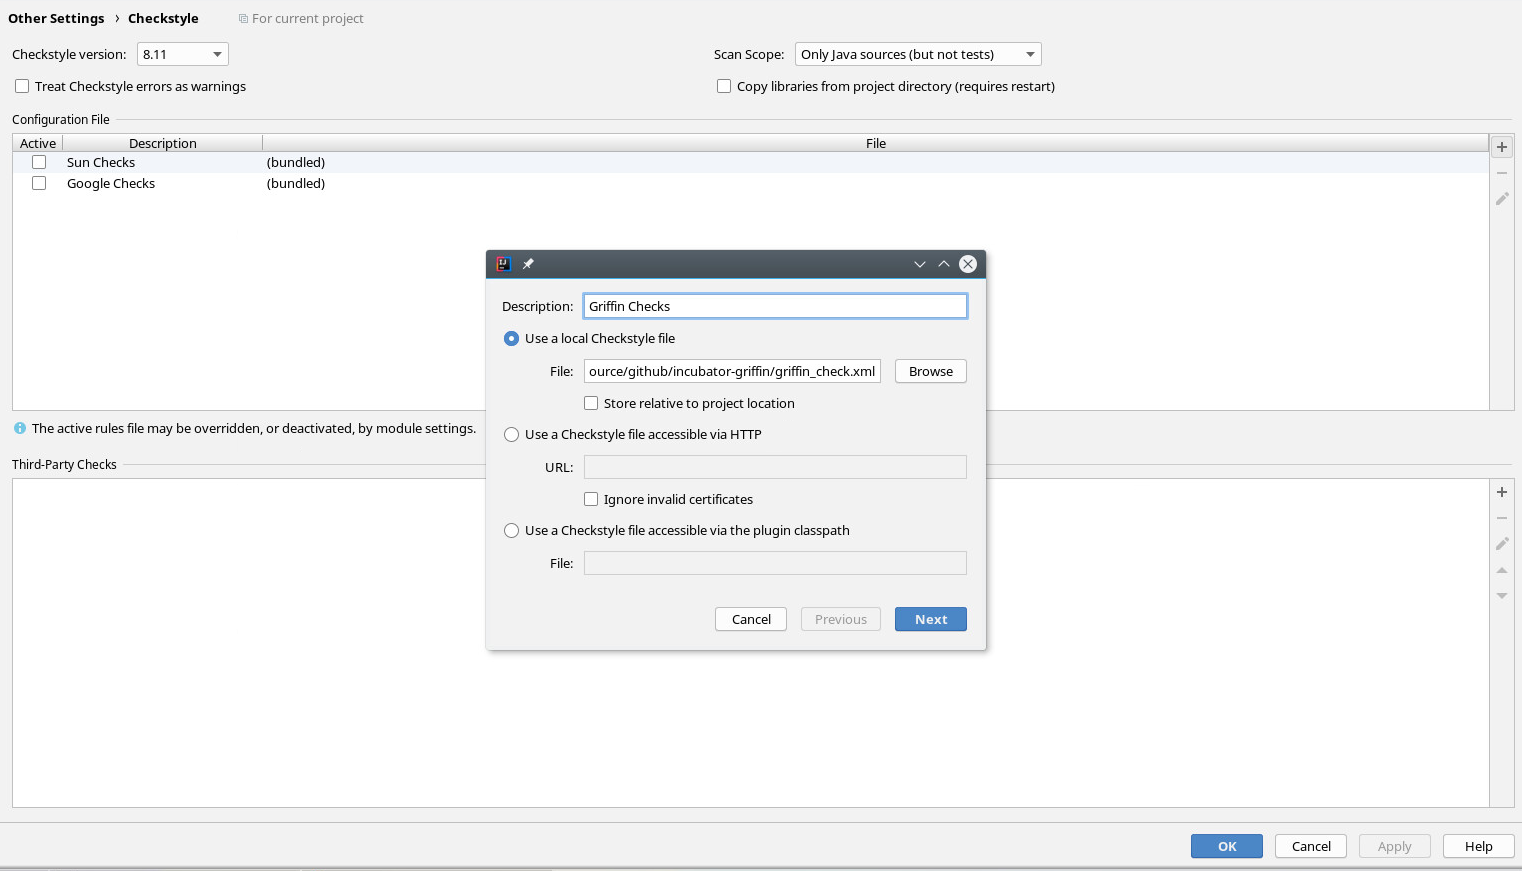 Other Settings › Checkstyle For current project
Checkstyle version: 8.11 Scan Scope: Only Java sources (but not tests)
Treat Checkstyle errors as warnings Copy libraries from project directory (requires restart)
Configuration File
Active Description File
Sun Checks (bundled)
Google Checks (bundled)
Description: Griffin Checks
Use a local Checkstyle file
File: ource/github/incubator-griffin/griffin_check.xml Browse
Store relative to project location
The active rules file may be overridden, or deactivated, by module settings.
Use a Checkstyle file accessible via HTTP
Third-Party Checks
URL:
Ignore invalid certificates
Use a Checkstyle file accessible via the plugin classpath
File:
Cancel Previous Next
OK Cancel Apply Help